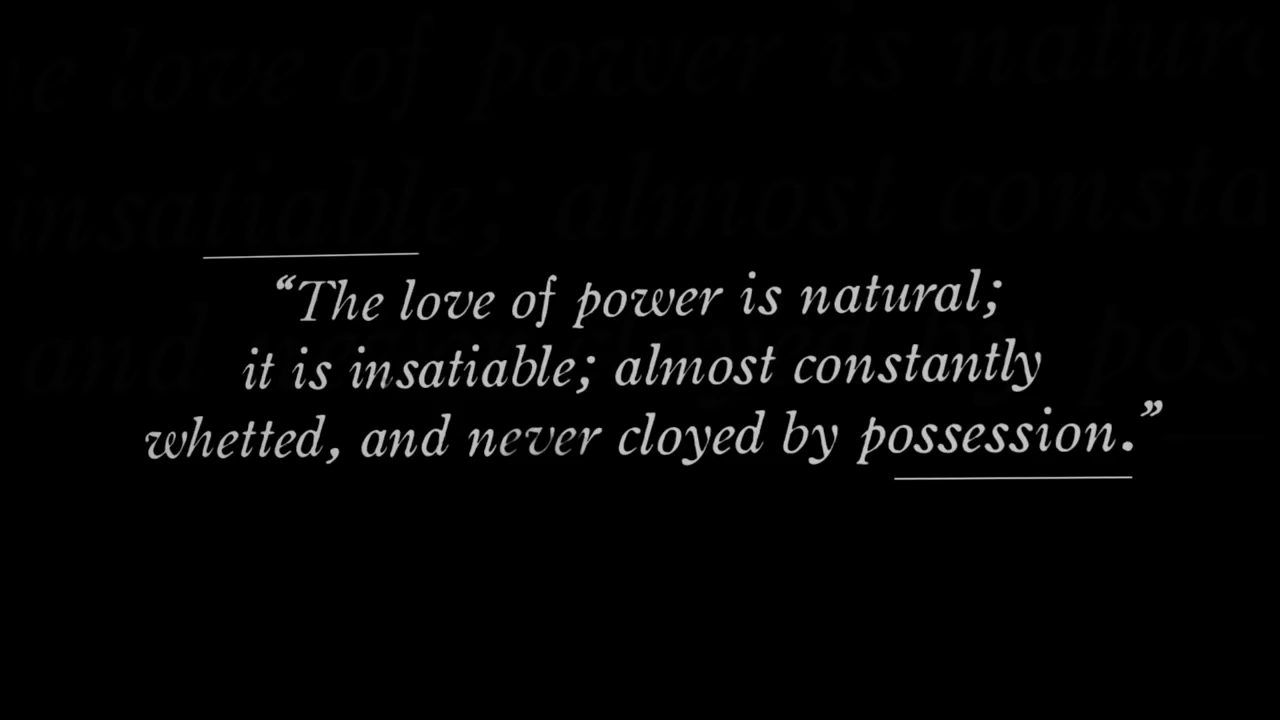 “The love of power is natural;
it is insatiable; almost constantly
whetted, and never cloyed by possession.”